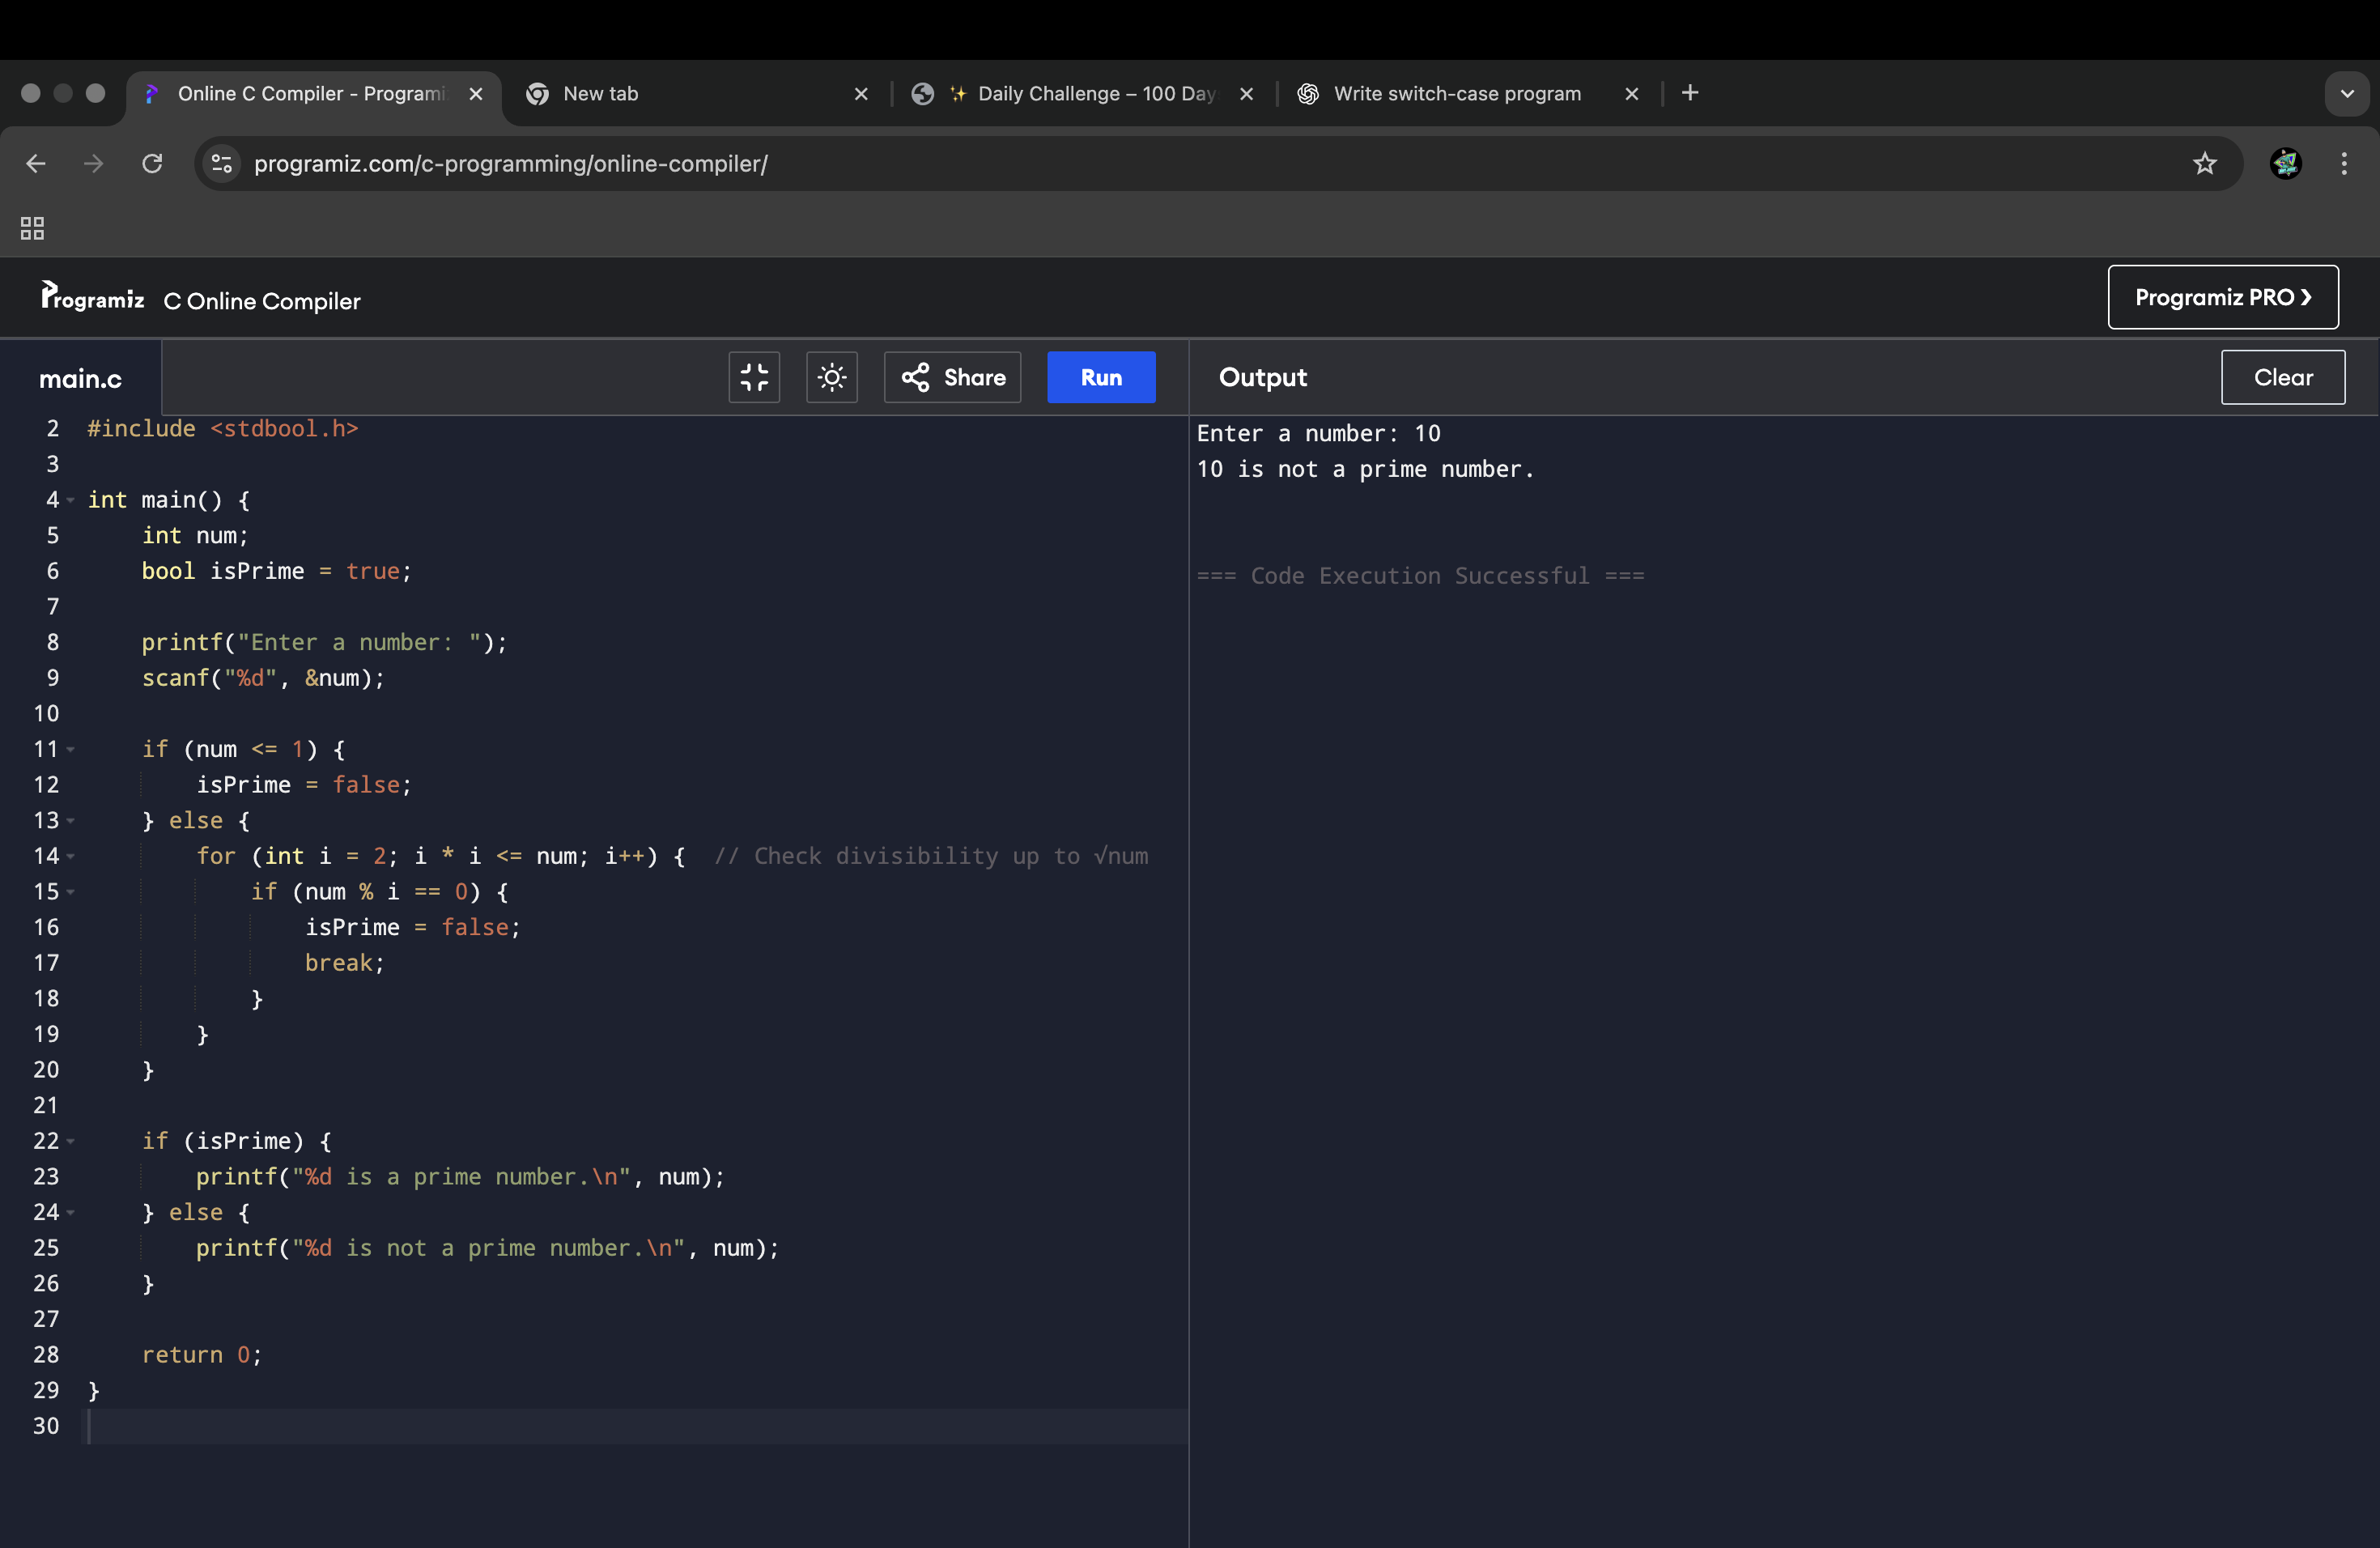 Online C Compiler - Programi
New tab
✨ Daily Challenge – 100 Day
Write switch-case program
programiz.com/c-programming/online-compiler/
Programiz C Online Compiler
Programiz PRO ❯
main.c
Share
Run
Output
Clear
2 #include <stdbool.h>
3
4 int main() {
5     int num;
6     bool isPrime = true;
7
8     printf("Enter a number: ");
9     scanf("%d", &num);
10
11     if (num <= 1) {
12         isPrime = false;
13     } else {
14         for (int i = 2; i * i <= num; i++) {  // Check divisibility up to √num
15             if (num % i == 0) {
16                 isPrime = false;
17                 break;
18             }
19         }
20     }
21
22     if (isPrime) {
23         printf("%d is a prime number.\n", num);
24     } else {
25         printf("%d is not a prime number.\n", num);
26     }
27
28     return 0;
29 }
30
Enter a number: 10
10 is not a prime number.
=== Code Execution Successful ===